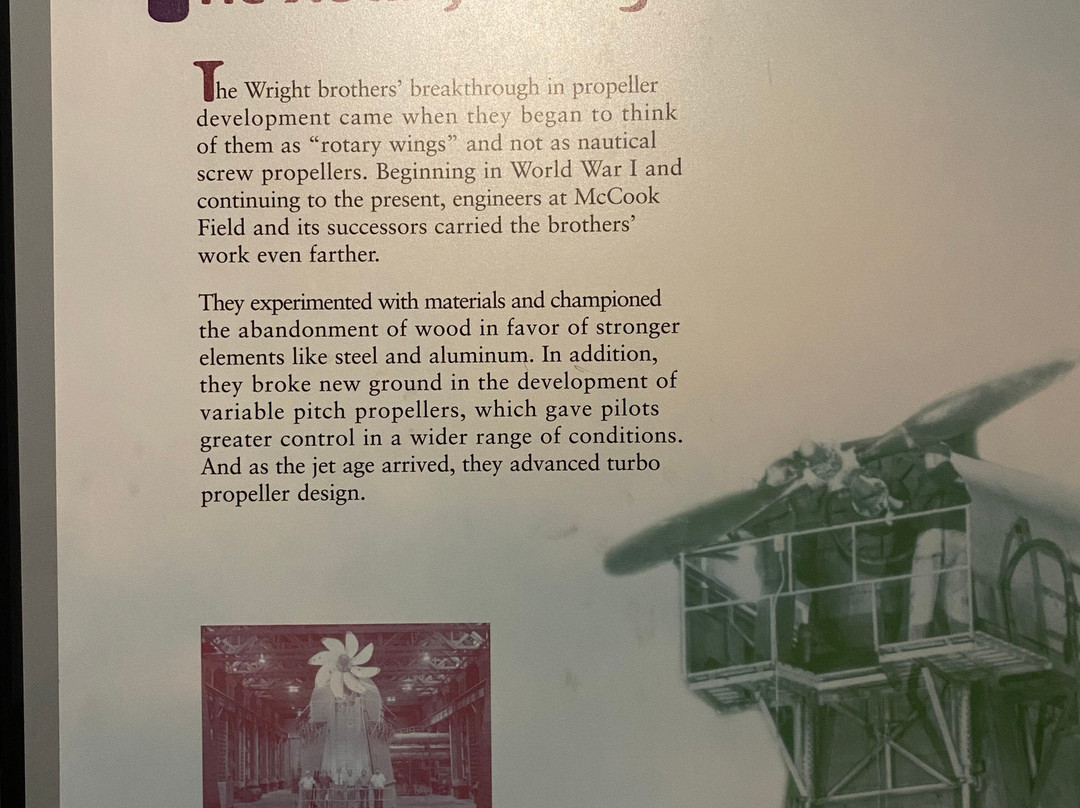 The Wright brothers’ breakthrough in propeller
development came when they began to think
of them as “rotary wings” and not as nautical
screw propellers. Beginning in World War I and
continuing to the present, engineers at McCook
Field and its successors carried the brothers’
work even farther.
They experimented with materials and championed
the abandonment of wood in favor of stronger
elements like steel and aluminum. In addition,
they broke new ground in the development of
variable pitch propellers, which gave pilots
greater control in a wider range of conditions.
And as the jet age arrived, they advanced turbo
propeller design.